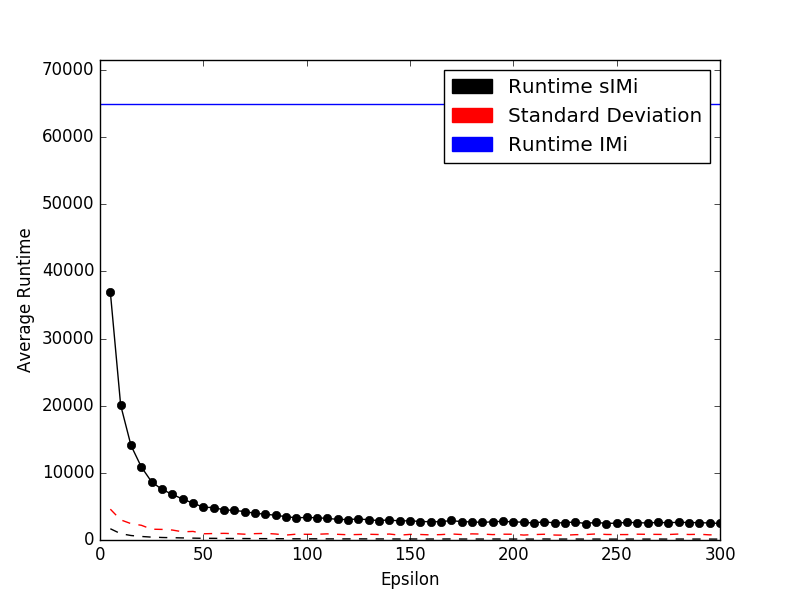 70000
60000
50000
40000
30000
20000
10000
0
Average Runtime
Runtime sIMi
Standard Deviation
Runtime IMi
0 50 100 150 200 250 300
Epsilon